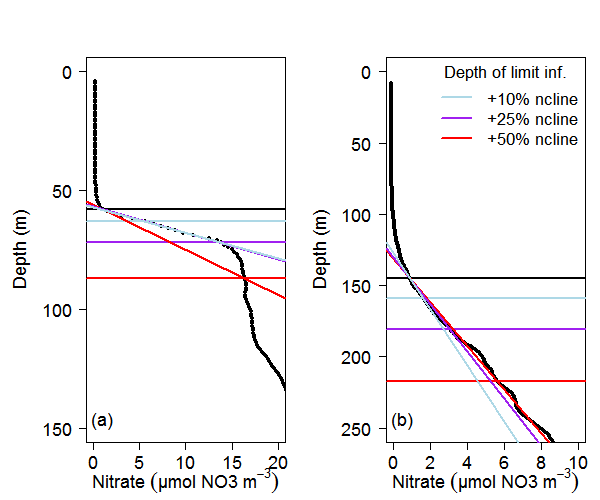 Depth (m)
0
50
100
150
(a)
0 5 10 15 20
Nitrate (µmol NO3 m⁻³)
Depth (m)
0
50
100
150
200
250
Depth of limit inf.
+10% ncline
+25% ncline
+50% ncline
(b)
0 2 4 6 8 10
Nitrate (µmol NO3 m⁻³)